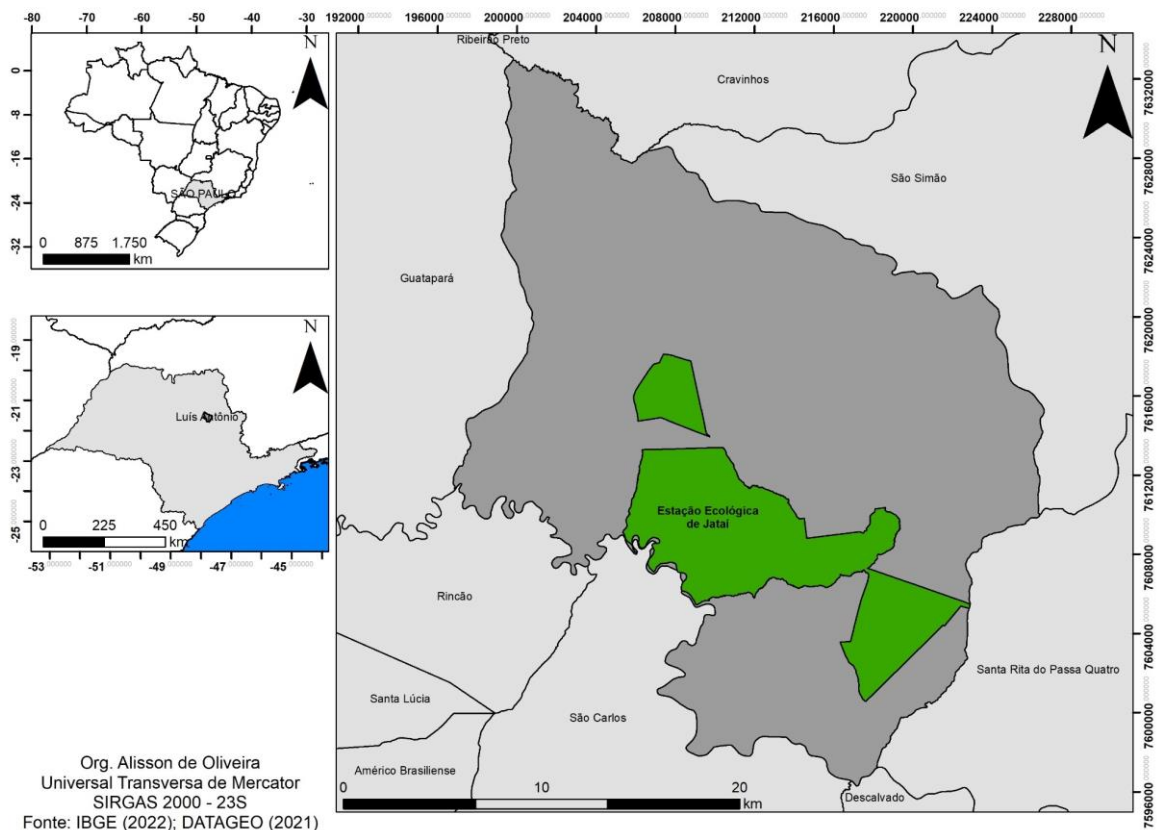 -80 -70 -60 -50 -40 -30
N
0
-8
-16
-24
-32
SÃO PAULO
0 875 1.750
km
N
-19
-21
-23
-25
Luís Antônio
0 225 450
km
-53 -51 -49 -47 -45
Org. Alisson de Oliveira
Universal Transversa de Mercator
SIRGAS 2000 - 23S
Fonte: IBGE (2022); DATAGEO (2021)
192000 196000 200000 204000 208000 212000 216000 220000 224000 228000
Ribeirão Preto
N
Cravinhos
São Simão
Guatapará
Estação Ecológica
de Jataí
Rincão
Santa Rita do Passa Quatro
Santa Lúcia
São Carlos
Américo Brasiliense
Descalvado
0 10 20
km
7632000
7628000
7624000
7620000
7616000
7612000
7608000
7604000
7600000
7596000